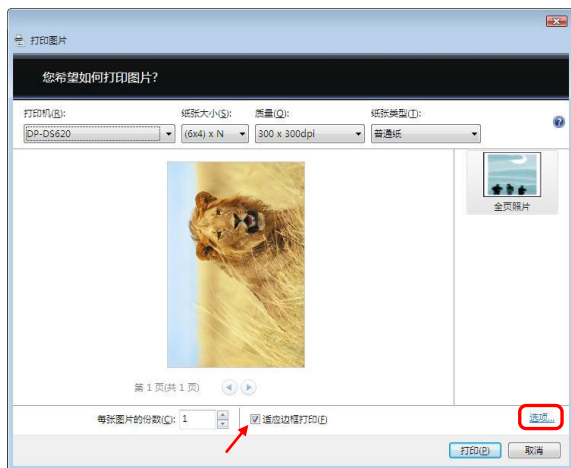 打印图片
您希望如何打印图片?
打印机(R): 纸张大小(S): 质量(Q): 纸张类型(T):
DP-DS620 (6x4) x N 300 x 300dpi 普通纸
全页照片
第 1 页(共 1 页)
每张图片的份数(C): 1 适应边框打印(F) 选项...
打印(P) 取消